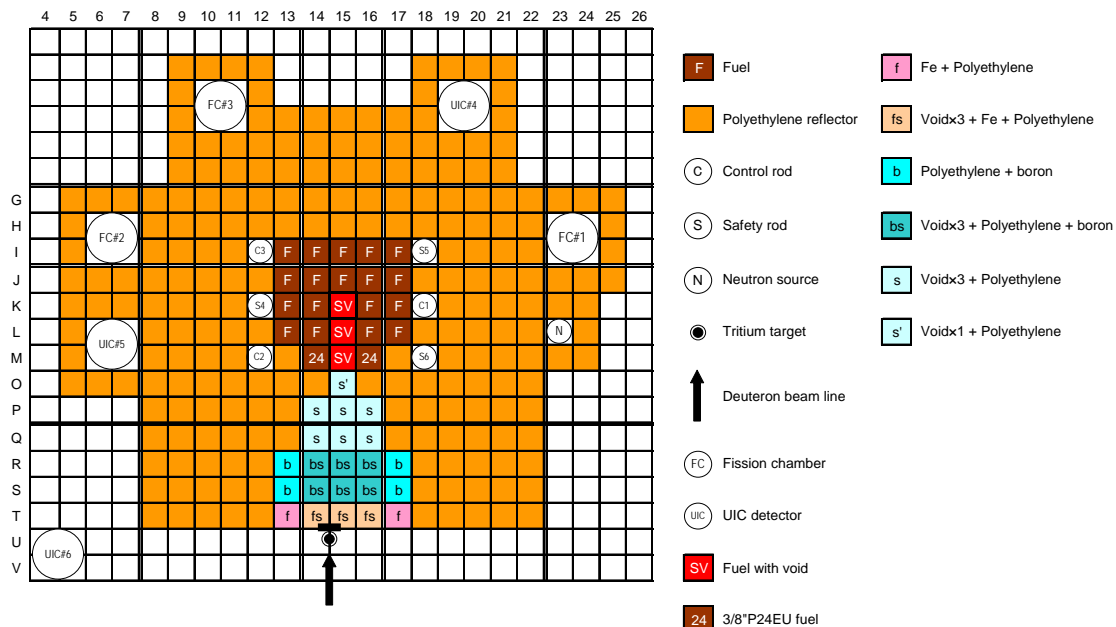 4 5 6 7 8 9 10 11 12 13 14 15 16 17 18 19 20 21 22 23 24 25 26
FC#3 UIC#4
G
H FC#2 FC#1
I C3 F F F F F S5
J F F F F F
K S4 F F SV F F C1
L UIC#5 F F SV F F N
M C2 24 SV 24 S6
O s'
P s s s
Q s s s
R b bs bs bs b
S b bs bs bs b
T f fs fs fs f
U UIC#6
V
F Fuel
Polyethylene reflector
C Control rod
S Safety rod
N Neutron source
Tritium target
Deuteron beam line
FC Fission chamber
UIC UIC detector
SV Fuel with void
24 3/8"P24EU fuel
f Fe + Polyethylene
fs Void×3 + Fe + Polyethylene
b Polyethylene + boron
bs Void×3 + Polyethylene + boron
s Void×3 + Polyethylene
s' Void×1 + Polyethylene